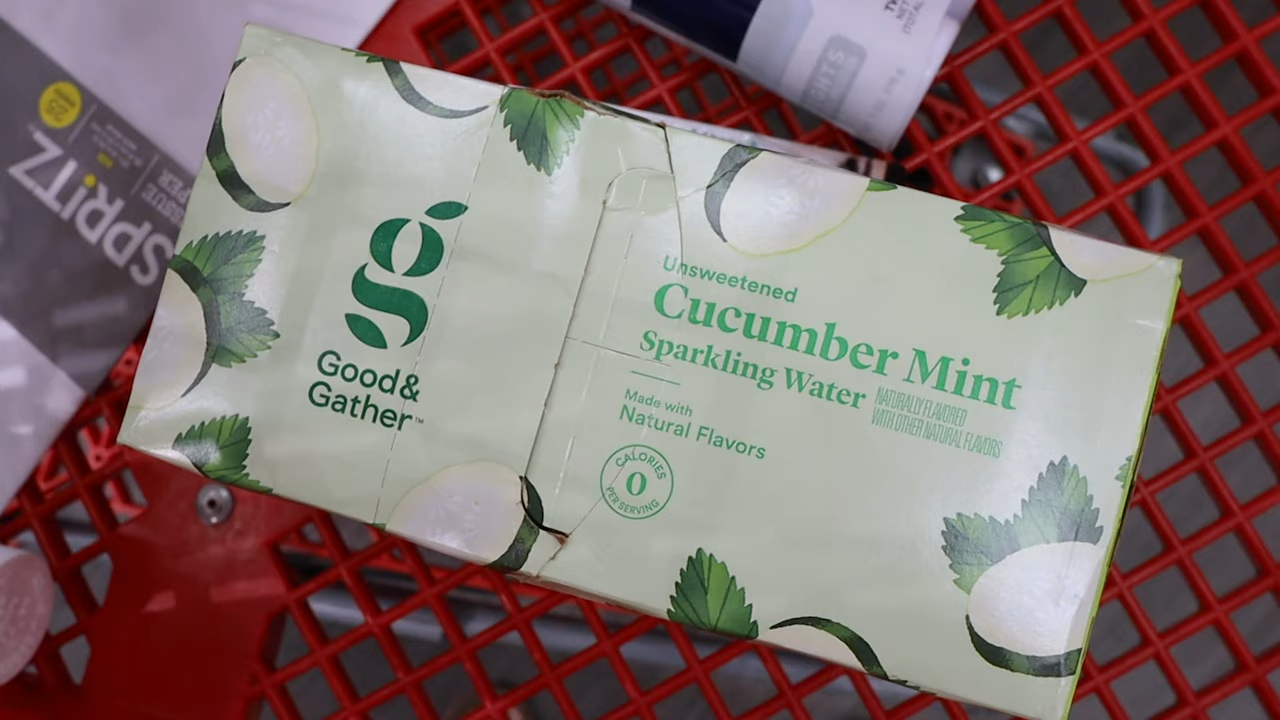 g
Good&
Gather™
Unsweetened
Cucumber Mint
Sparkling Water
NATURALLY FLAVORED
WITH OTHER NATURAL FLAVORS
Made with
Natural Flavors
CALORIES
0
PER SERVING
SPRITZ